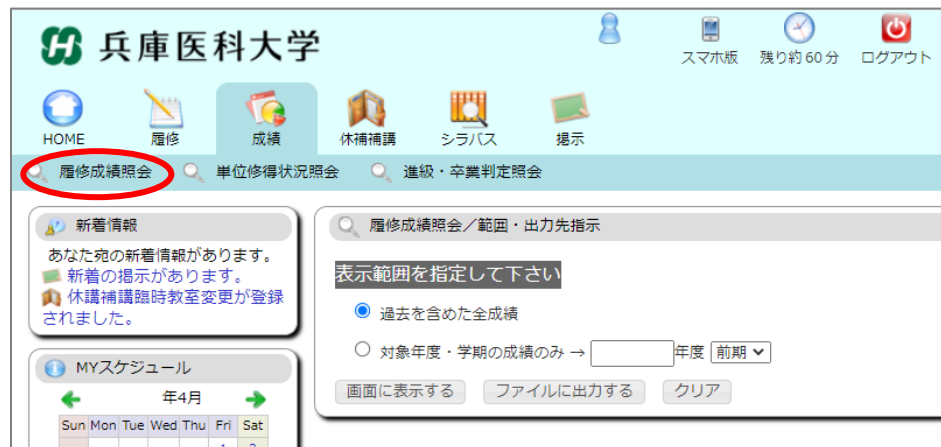 兵庫医科大学
スマホ版 残り約60分 ログアウト
HOME 履修 成績 休補補講 シラバス 掲示
履修成績照会 単位修得状況照会 進級・卒業判定照会
新着情報
あなた宛の新着情報があります。
新着の掲示があります。
休講補講臨時教室変更が登録
されました。
MYスケジュール
年4月
Sun Mon Tue Wed Thu Fri Sat
履修成績照会／範囲・出力先指示
表示範囲を指定して下さい
過去を含めた全成績
対象年度・学期の成績のみ → 年度 前期
画面に表示する ファイルに出力する クリア